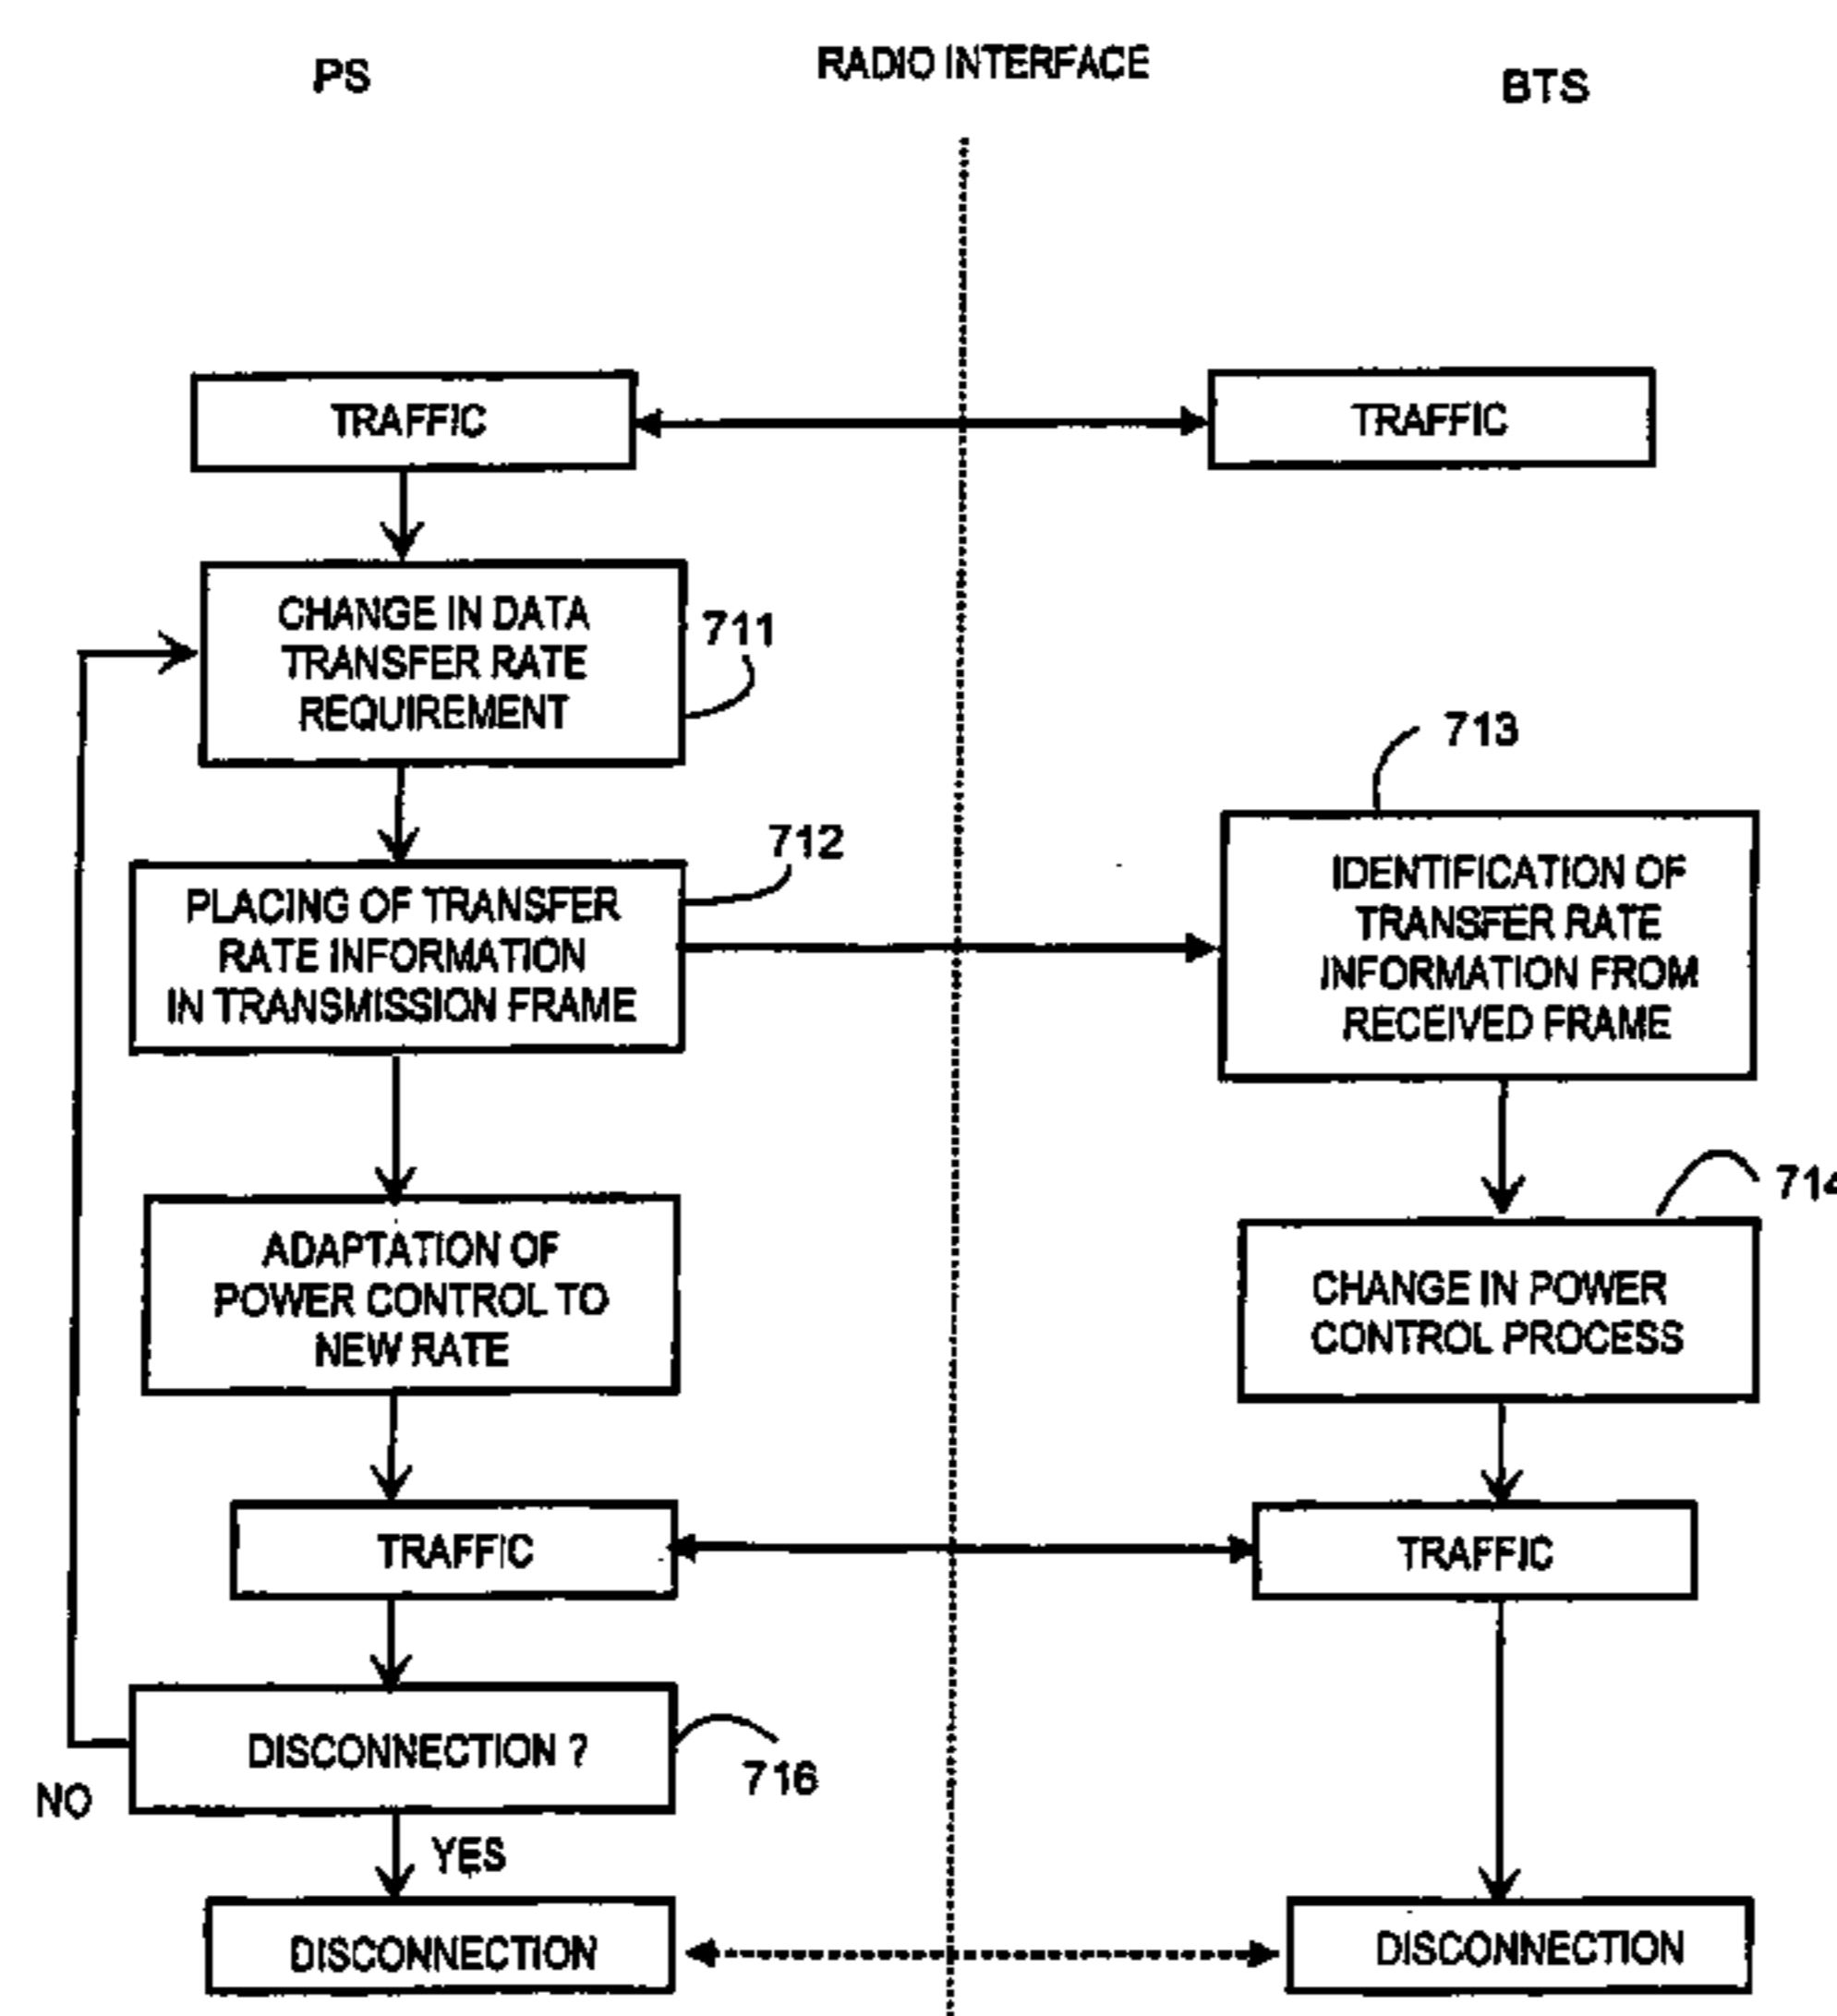 PS
RADIO INTERFACE
BTS
TRAFFIC
TRAFFIC
CHANGE IN DATA
TRANSFER RATE
REQUIREMENT
711
713
712
PLACING OF TRANSFER
RATE INFORMATION
IN TRANSMISSION FRAME
IDENTIFICATION OF
TRANSFER RATE
INFORMATION FROM
RECEIVED FRAME
714
ADAPTATION OF
POWER CONTROL TO
NEW RATE
CHANGE IN POWER
CONTROL PROCESS
TRAFFIC
TRAFFIC
DISCONNECTION ?
716
NO
YES
DISCONNECTION
DISCONNECTION